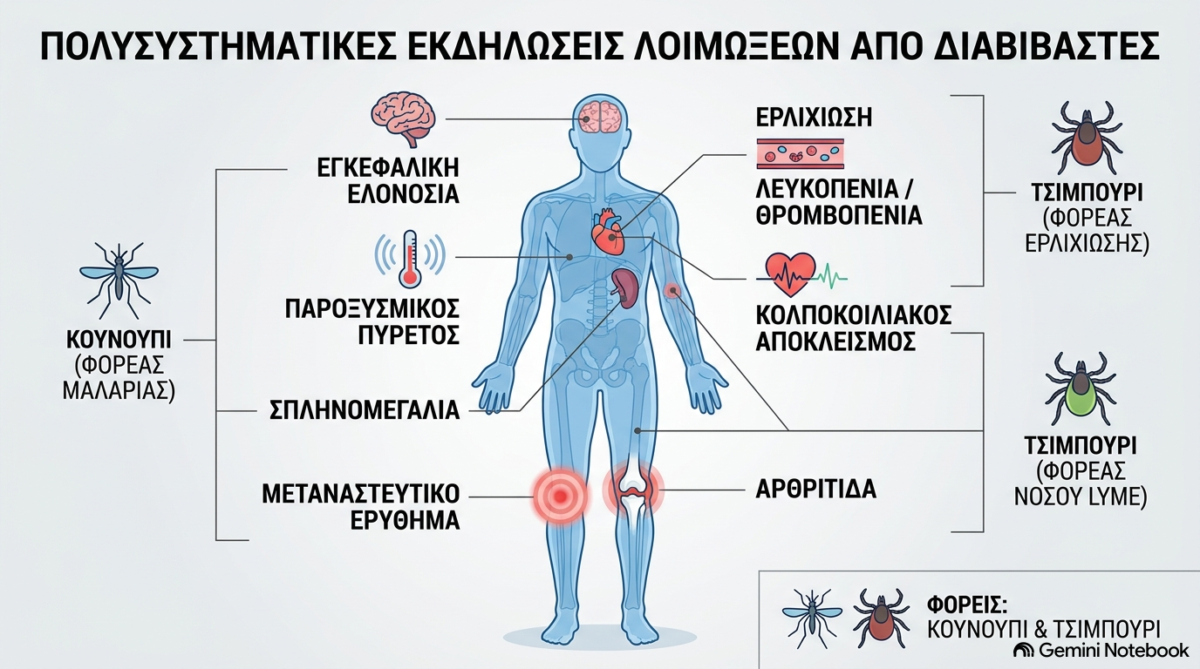 ΠΟΛΥΣΥΣΤΗΜΑΤΙΚΕΣ ΕΚΔΗΛΩΣΕΙΣ ΛΟΙΜΩΞΕΩΝ ΑΠΟ ΔΙΑΒΙΒΑΣΤΕΣ
ΕΓΚΕΦΑΛΙΚΗ
ΕΛΟΝΟΣΙΑ
ΠΑΡΟΞΥΣΜΙΚΟΣ
ΠΥΡΕΤΟΣ
ΚΟΥΝΟΥΠΙ
(ΦΟΡΕΑΣ
ΜΑΛΑΡΙΑΣ)
ΣΠΛΗΝΟΜΕΓΑΛΙΑ
ΜΕΤΑΝΑΣΤΕΥΤΙΚΟ
ΕΡΥΘΗΜΑ
ΕΡΛΙΧΙΩΣΗ
ΛΕΥΚΟΠΕΝΙΑ /
ΘΡΟΜΒΟΠΕΝΙΑ
ΚΟΛΠΟΚΟΙΛΙΑΚΟΣ
ΑΠΟΚΛΕΙΣΜΟΣ
ΑΡΘΡΙΤΙΔΑ
ΤΣΙΜΠΟΥΡΙ
(ΦΟΡΕΑΣ
ΕΡΛΙΧΙΩΣΗΣ)
ΤΣΙΜΠΟΥΡΙ
(ΦΟΡΕΑΣ
ΝΟΣΟΥ LYME)
ΦΟΡΕΙΣ:
ΚΟΥΝΟΥΠΙ & ΤΣΙΜΠΟΥΡΙ
Gemini Notebook